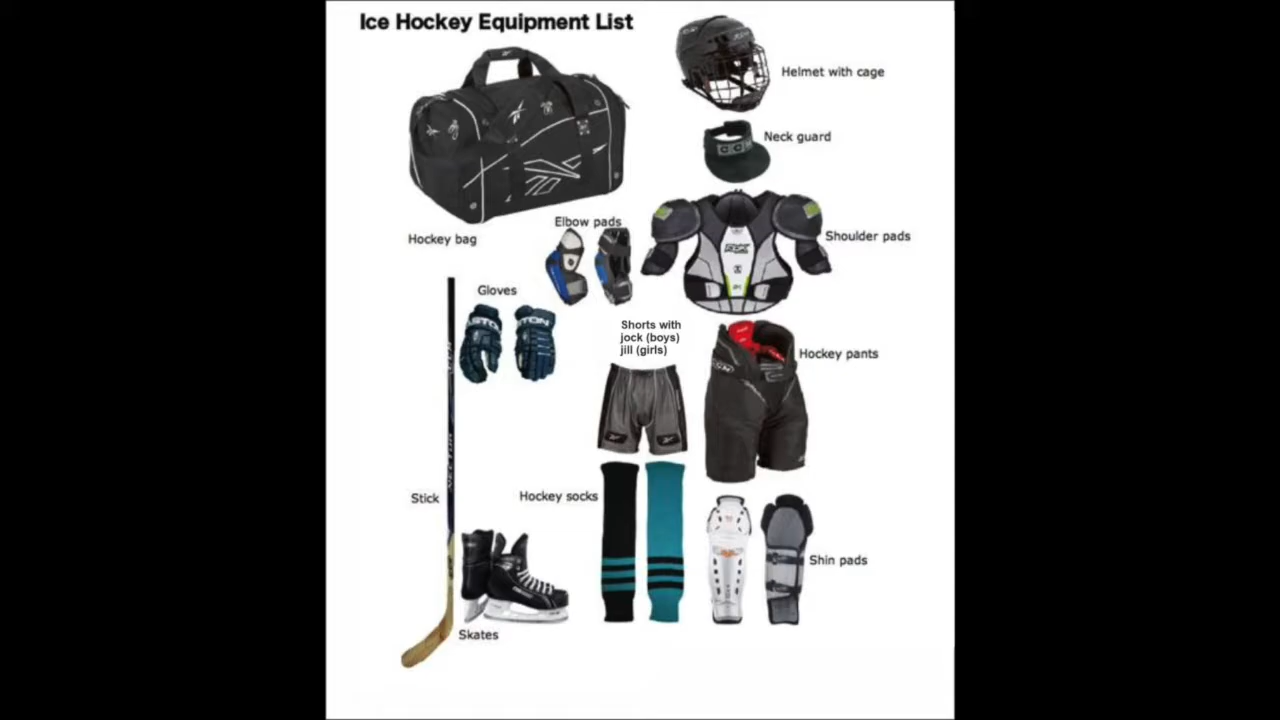 Ice Hockey Equipment List
Helmet with cage
Neck guard
Elbow pads
Shoulder pads
Hockey bag
Gloves
EASTON
Shorts with
jock (boys)
jill (girls)
Hockey pants
Stick
Hockey socks
Shin pads
Skates